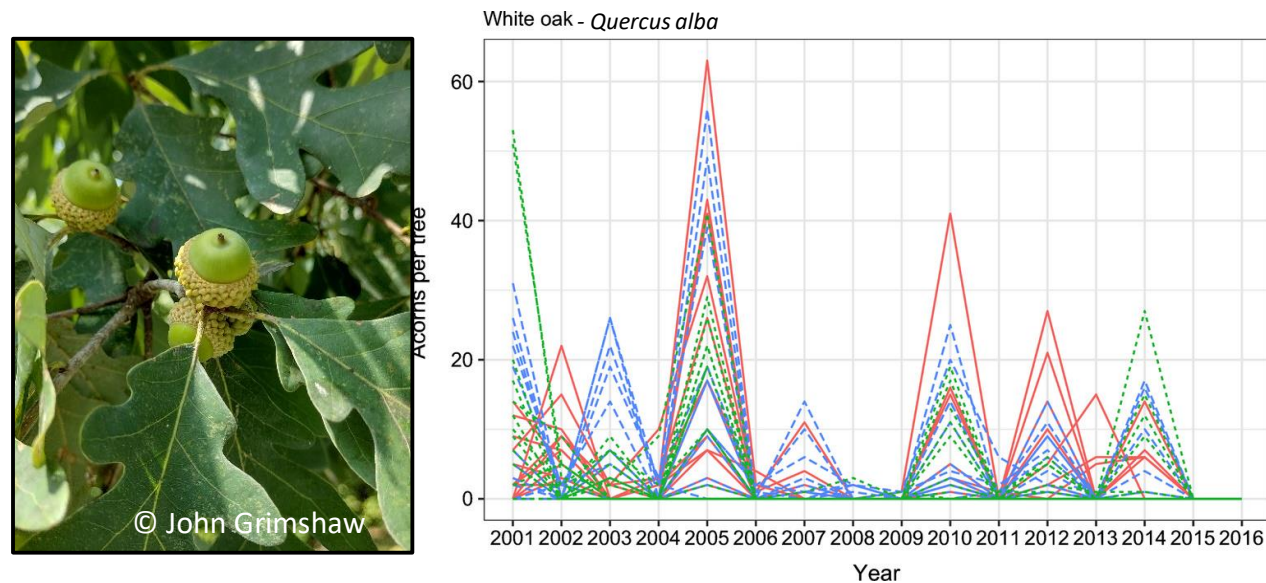 White oak - Quercus alba
60
40
20
0
Acorns per tree
2001 2002 2003 2004 2005 2006 2007 2008 2009 2010 2011 2012 2013 2014 2015 2016
Year
© John Grimshaw